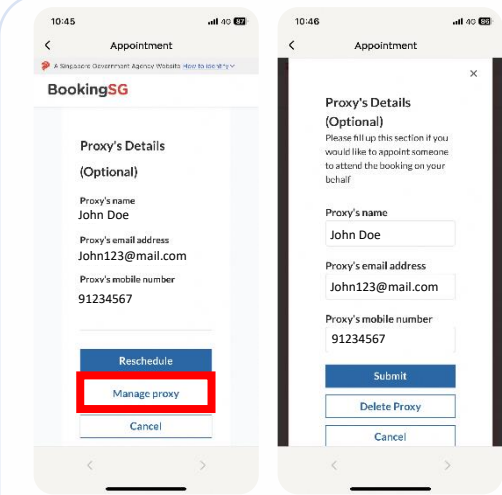 10:45
4G 87
Appointment
A Singapore Government Agency Website How to identify
BookingSG
Proxy's Details
(Optional)
Proxy's name
John Doe
Proxy's email address
John123@mail.com
Proxy's mobile number
91234567
Reschedule
Manage proxy
Cancel
10:46
4G 86
Appointment
Proxy's Details
(Optional)
Please fill up this section if you
would like to appoint someone
to attend the booking on your
behalf
Proxy's name
John Doe
Proxy's email address
John123@mail.com
Proxy's mobile number
91234567
Submit
Delete Proxy
Cancel